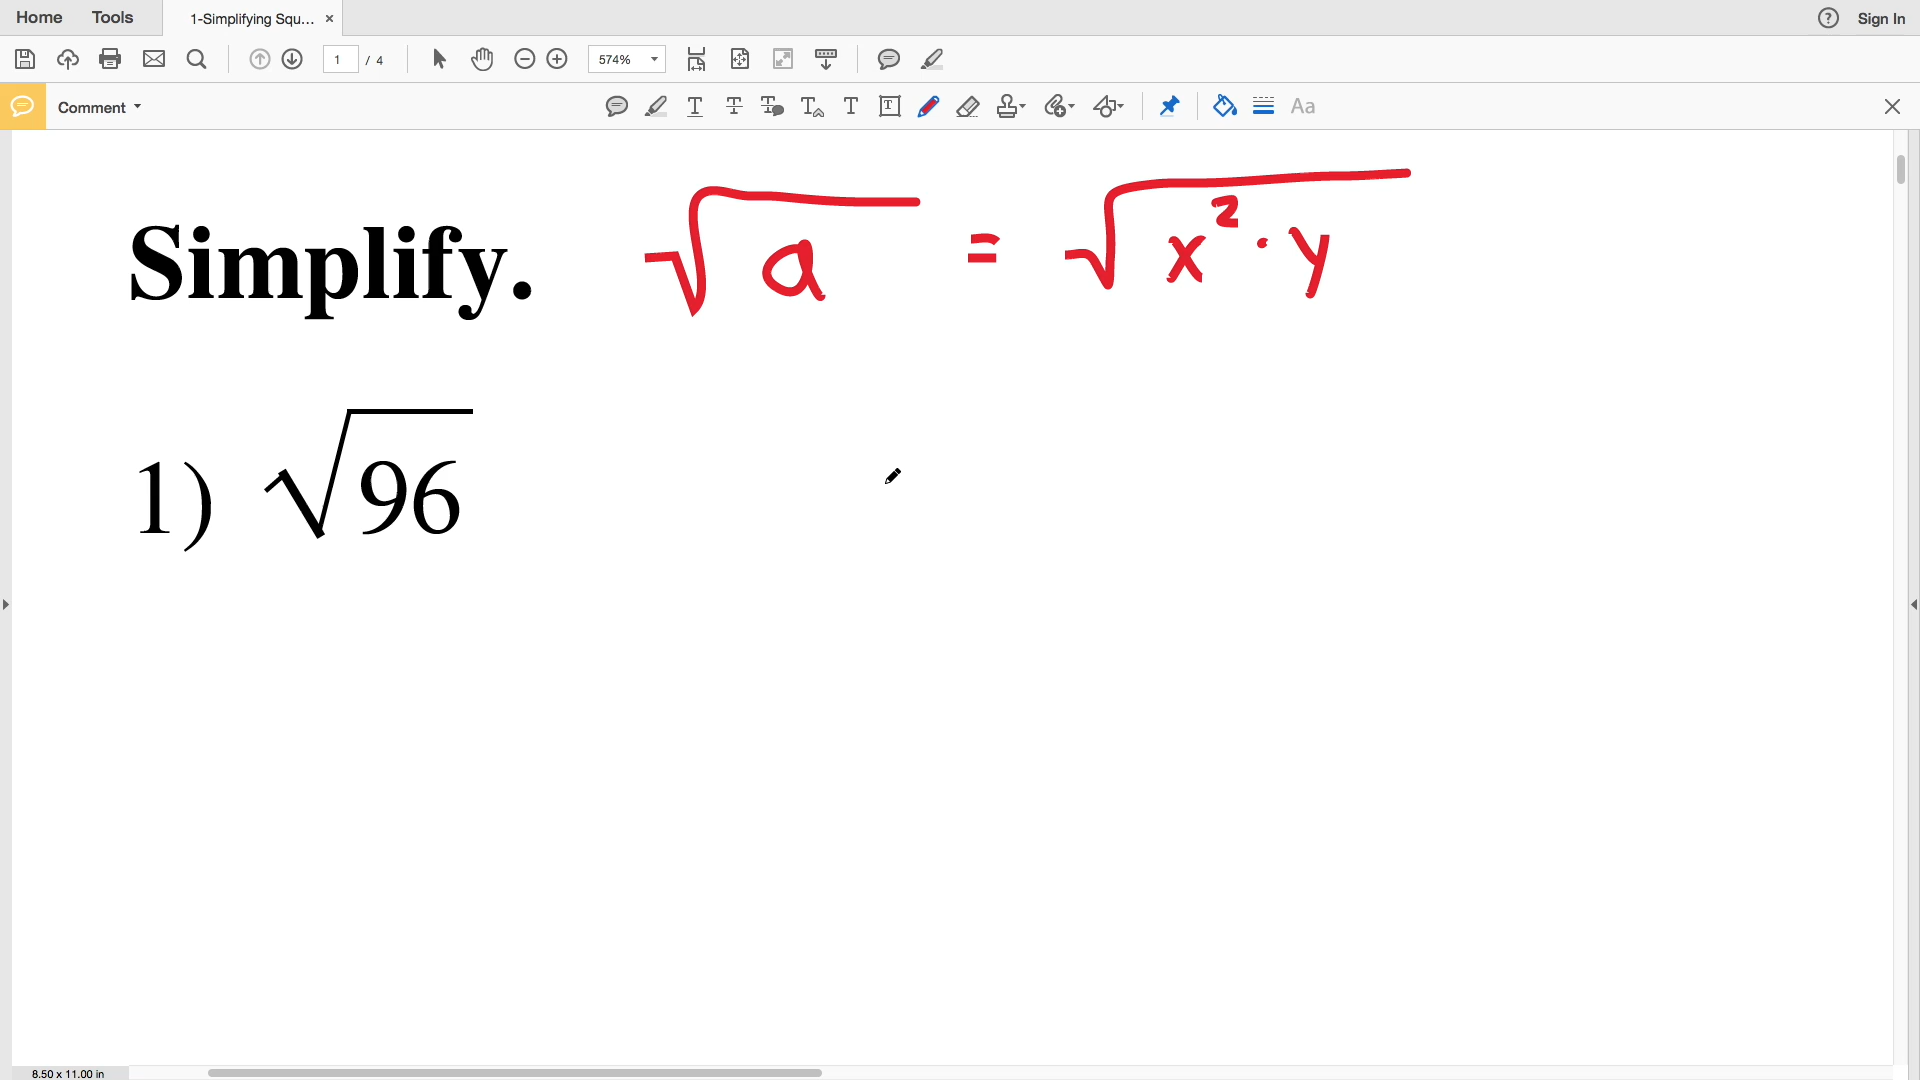 Home Tools 1-Simplifying Squ... × ? Sign In
1 / 4 574%
Comment T T T T T T Aa
Simplify. √a = √x² · y
1) √96
8.50 x 11.00 in